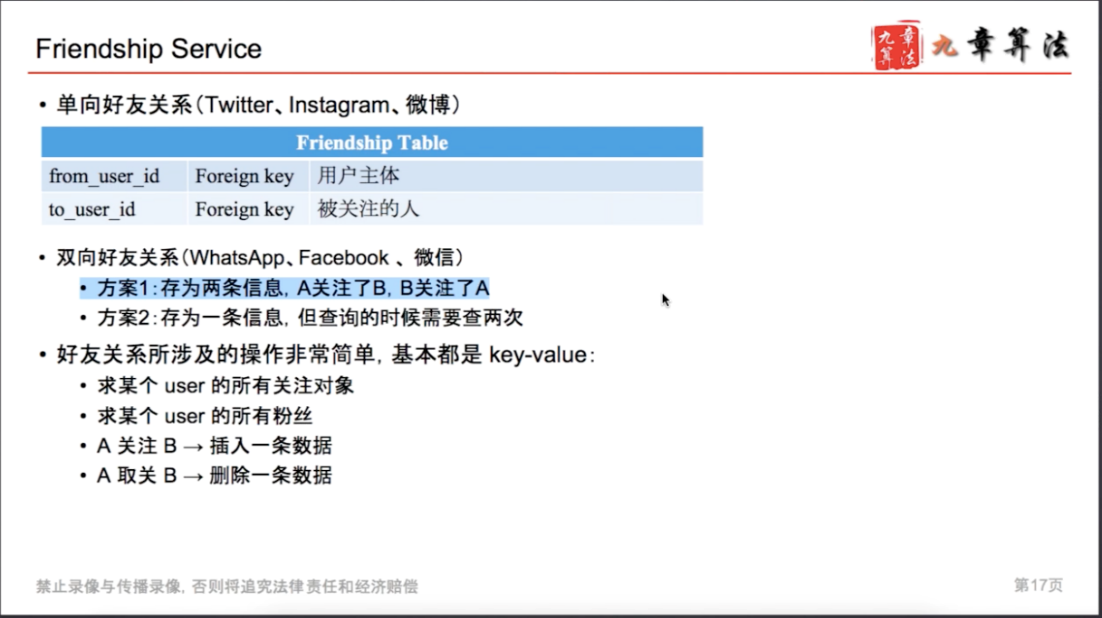 Friendship Service
九章算法
九章算法
• 单向好友关系(Twitter、Instagram、微博)
Friendship Table
from_user_id Foreign key 用户主体
to_user_id Foreign key 被关注的人
• 双向好友关系(WhatsApp、Facebook 、微信)
• 方案1:存为两条信息, A关注了B, B关注了A
• 方案2:存为一条信息, 但查询的时候需要查两次
• 好友关系所涉及的操作非常简单, 基本都是 key-value:
• 求某个 user 的所有关注对象
• 求某个 user 的所有粉丝
• A 关注 B → 插入一条数据
• A 取关 B → 删除一条数据
禁止录像与传播录像, 否则将追究法律责任和经济赔偿
第17页